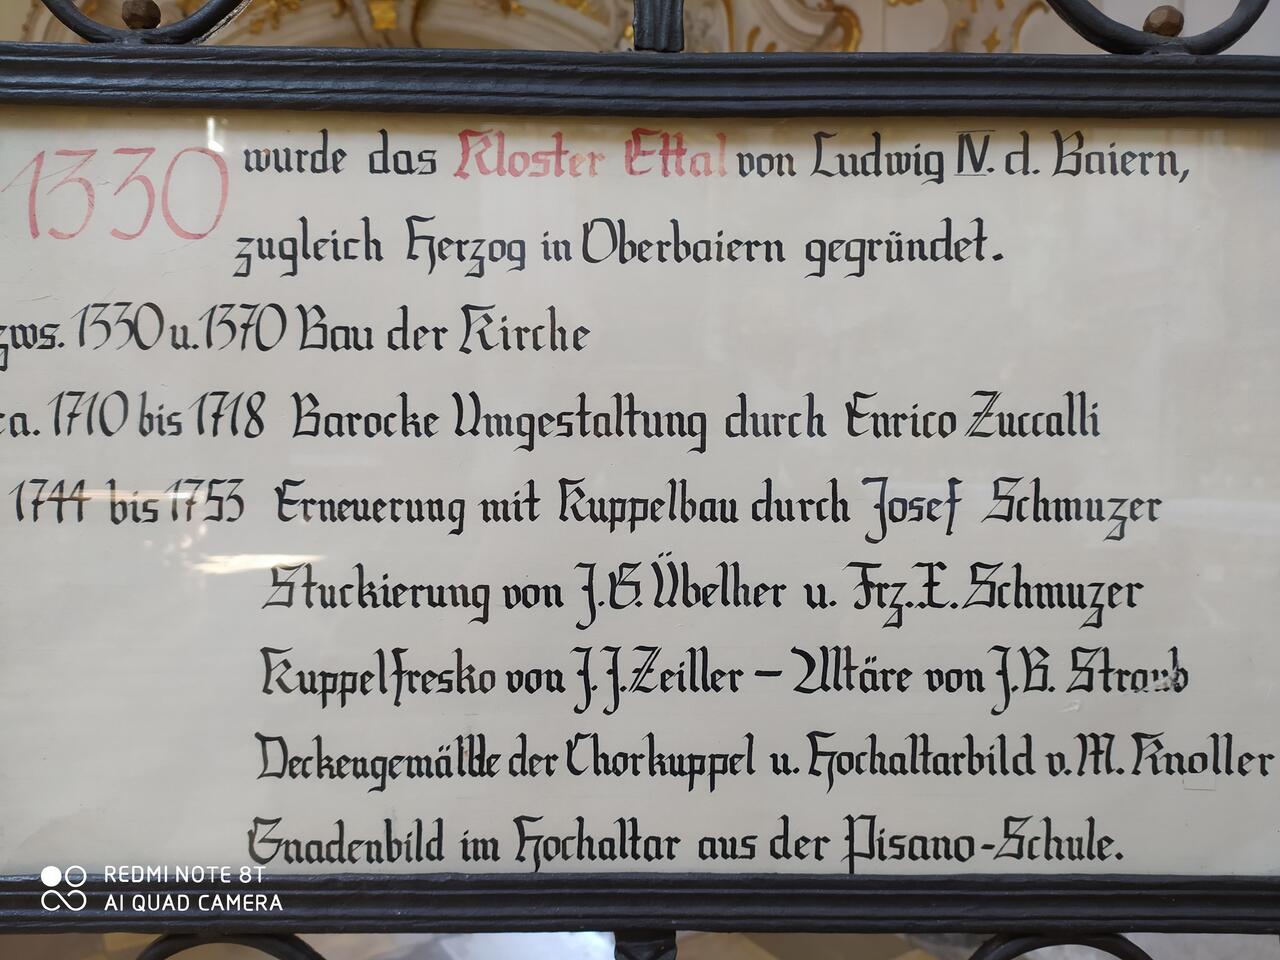 1330 wurde das Kloster Ettal von Ludwig IV. d. Baiern,
zugleich Herzog in Oberbaiern gegründet.
zws. 1330 u. 1370 Bau der Kirche
ca. 1710 bis 1718 Barocke Umgestaltung durch Enrico Zuccalli
1744 bis 1753 Erneuerung mit Kuppelbau durch Josef Schmuzer
Stuckierung von J.G. Übelher u. Frz. X. Schmuzer
Kuppelfresko von J. J. Zeiller – Altäre von J.B. Straub
Deckengemälde der Chorkuppel u. Hochaltarbild v. M. Knoller
Gnadenbild im Hochaltar aus der Pisano-Schule.
REDMI NOTE 8T
AI QUAD CAMERA